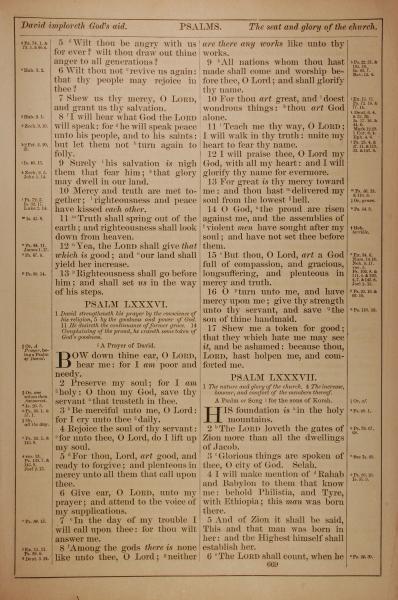 David imploreth God's aid.
PSALMS.
The seat and glory of the church.
5 Wilt thou be angry with us
for ever? wilt thou draw out thine
anger to all generations?
6 Wilt thou not revive us again:
that thy people may rejoice in
thee?
7 Shew us thy mercy, O LORD,
and grant us thy salvation.
8 I will hear what God the LORD
will speak: for he will speak peace
unto his people, and to his saints:
but let them not turn again to
folly.
9 Surely his salvation is nigh
them that fear him; that glory
may dwell in our land.
10 Mercy and truth are met to-
gether; righteousness and peace
have kissed each other.
11 Truth shall spring out of the
earth; and righteousness shall look
down from heaven.
12 Yea, the LORD shall give that
which is good; and our land shall
yield her increase.
13 Righteousness shall go before
him; and shall set us in the way
of his steps.
PSALM LXXXVI.
1 David strengtheneth his prayer by the conscience of
his religion, 5 by the goodness and power of God.
11 He desireth the continuance of former grace. 14
Complaining of the proud, he craveth some token of
God's goodness.
A Prayer of David.
BOW down thine ear, O LORD,
hear me: for I am poor and
needy.
2 Preserve my soul; for I am
holy: O thou my God, save thy
servant that trusteth in thee.
3 Be merciful unto me, O Lord:
for I cry unto thee daily.
4 Rejoice the soul of thy servant:
for unto thee, O Lord, do I lift up
my soul.
5 For thou, Lord, art good, and
ready to forgive; and plenteous in
mercy unto all them that call upon
thee.
6 Give ear, O LORD, unto my
prayer; and attend to the voice of
my supplications.
7 In the day of my trouble I
will call upon thee: for thou wilt
answer me.
8 Among the gods there is none
like unto thee, O Lord; neither
are there any works like unto thy
works.
9 All nations whom thou hast
made shall come and worship be-
fore thee, O Lord; and shall glorify
thy name.
10 For thou art great, and doest
wondrous things: thou art God
alone.
11 Teach me thy way, O LORD;
I will walk in thy truth: unite my
heart to fear thy name.
12 I will praise thee, O Lord my
God, with all my heart: and I will
glorify thy name for evermore.
13 For great is thy mercy toward
me; and thou hast delivered my
soul from the lowest hell.
14 O God, the proud are risen
against me, and the assemblies of
violent men have sought after my
soul; and have not set thee before
them.
15 But thou, O Lord, art a God
full of compassion, and gracious,
longsuffering, and plenteous in
mercy and truth.
16 O turn unto me, and have
mercy upon me; give thy strength
unto thy servant, and save the
son of thine handmaid.
17 Shew me a token for good;
that they which hate me may see
it, and be ashamed: because thou,
LORD, hast holpen me, and com-
forted me.
PSALM LXXXVII.
1 The nature and glory of the church. 4 The increase,
honour, and comfort of the members thereof.
A Psalm or Song for the sons of Korah.
HIS foundation is in the holy
mountains.
2 The LORD loveth the gates of
Zion more than all the dwellings
of Jacob.
3 Glorious things are spoken of
thee, O city of God. Selah.
4 I will make mention of Rahab
and Babylon to them that know
me: behold Philistia, and Tyre,
with Ethiopia; this man was born
there.
5 And of Zion it shall be said,
This and that man was born in
her: and the Highest himself shall
establish her.
6 The LORD shall count, when he
669